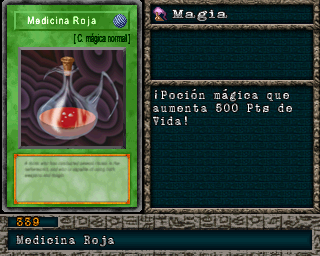 Medicina Roja
[C. mágica normal]
Magia
¡Poción mágica que
aumenta 500 Pts de
Vida!
339
Medicina Roja